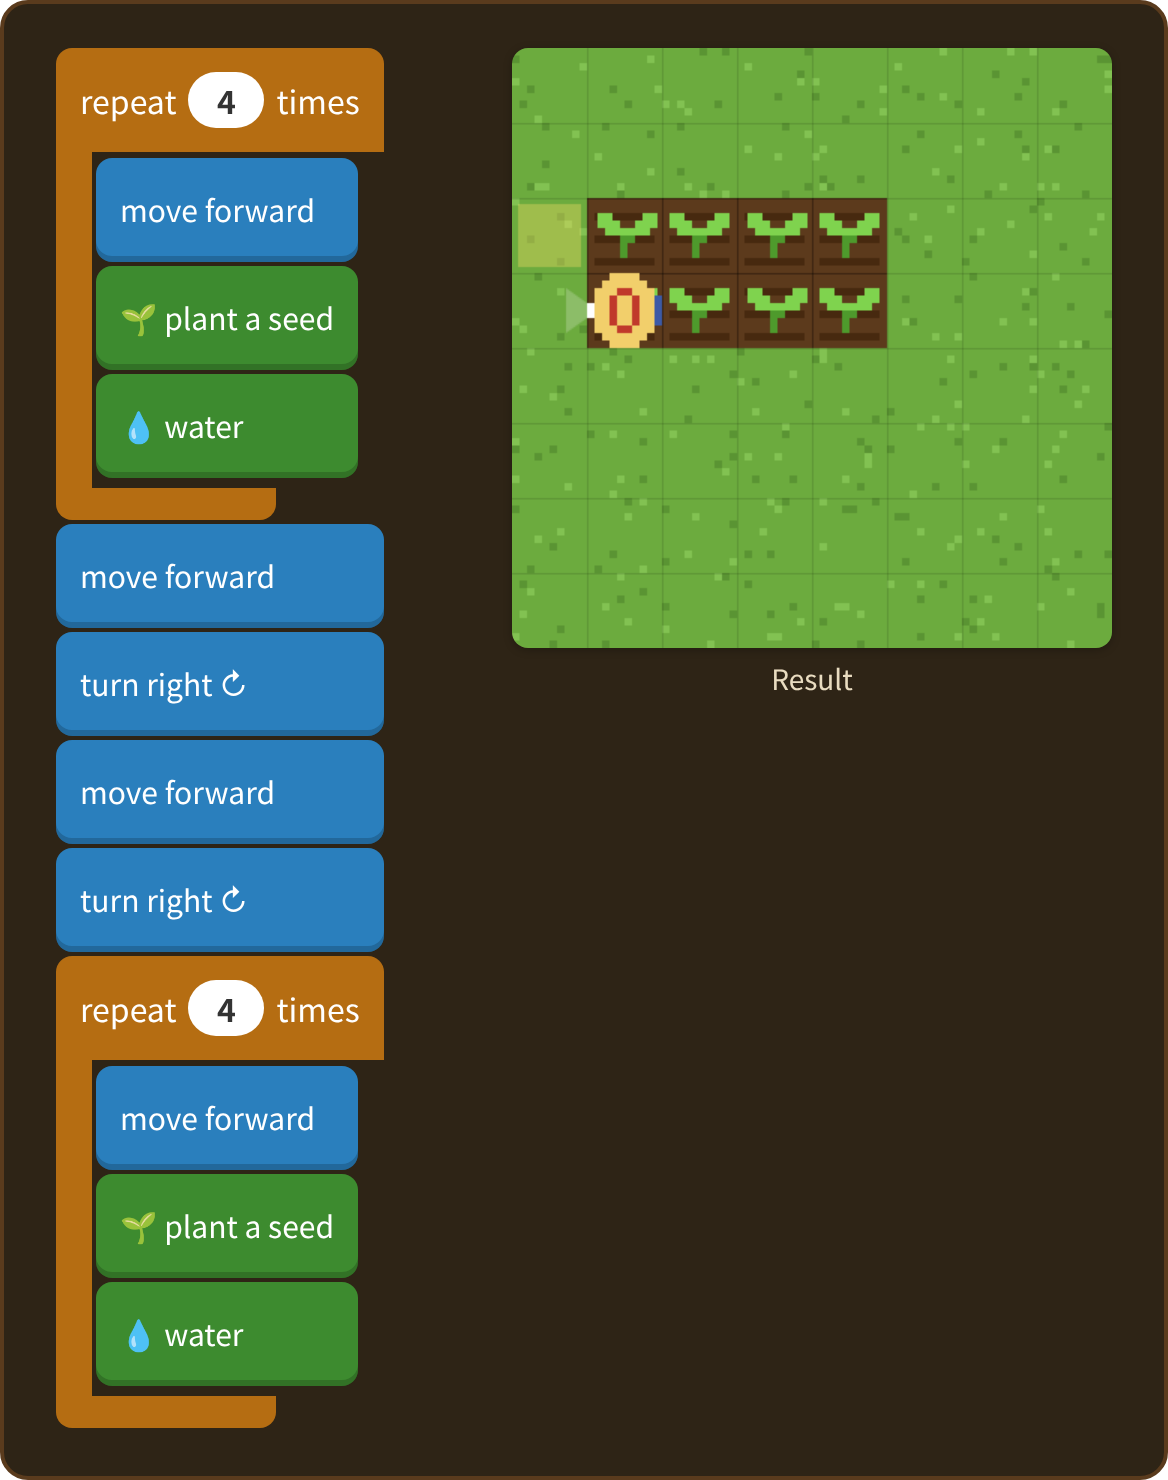 repeat 4 times
move forward
🌱 plant a seed
💧 water
move forward
turn right ↻
move forward
turn right ↻
repeat 4 times
move forward
🌱 plant a seed
💧 water
Result